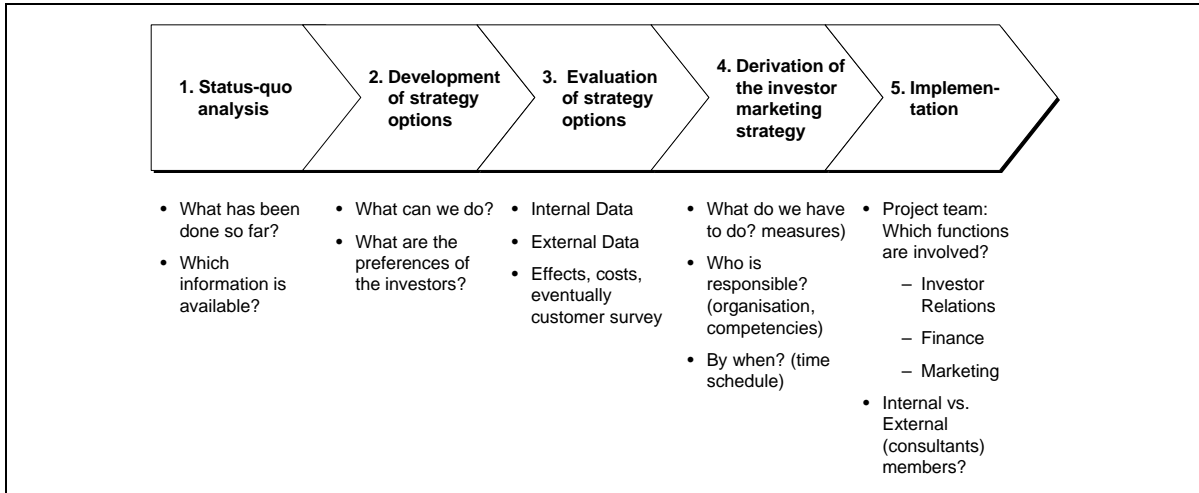 1. Status-quo
analysis
2. Development
of strategy
options
3. Evaluation
of strategy
options
4. Derivation of
the investor
marketing
strategy
5. Implemen-
tation
• What has been
done so far?
• Which
information is
available?
• What can we do?
• What are the
preferences of
the investors?
• Internal Data
• External Data
• Effects, costs,
eventually
customer survey
• What do we have
to do? measures)
• Who is
responsible?
(organisation,
competencies)
• By when? (time
schedule)
• Project team:
Which functions
are involved?
– Investor
Relations
– Finance
– Marketing
• Internal vs.
External
(consultants)
members?